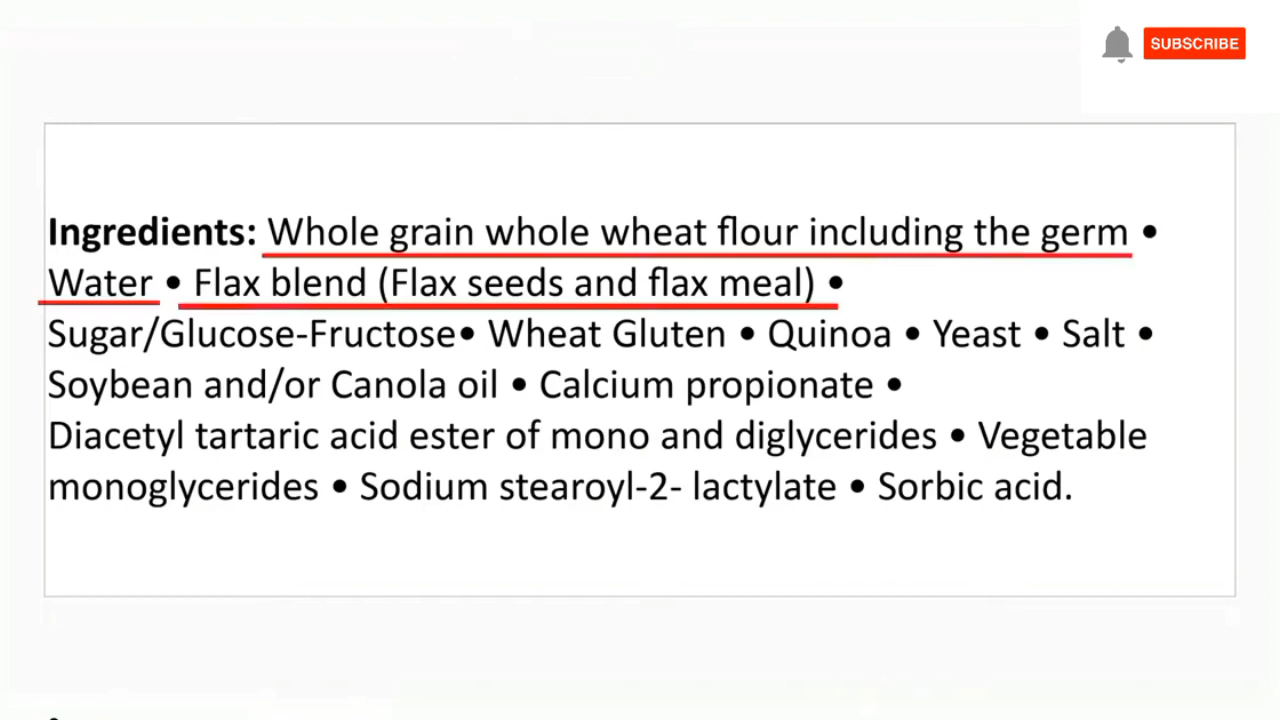 SUBSCRIBE
Ingredients: Whole grain whole wheat flour including the germ •
Water • Flax blend (Flax seeds and flax meal) •
Sugar/Glucose-Fructose• Wheat Gluten • Quinoa • Yeast • Salt •
Soybean and/or Canola oil • Calcium propionate •
Diacetyl tartaric acid ester of mono and diglycerides • Vegetable
monoglycerides • Sodium stearoyl-2- lactylate • Sorbic acid.